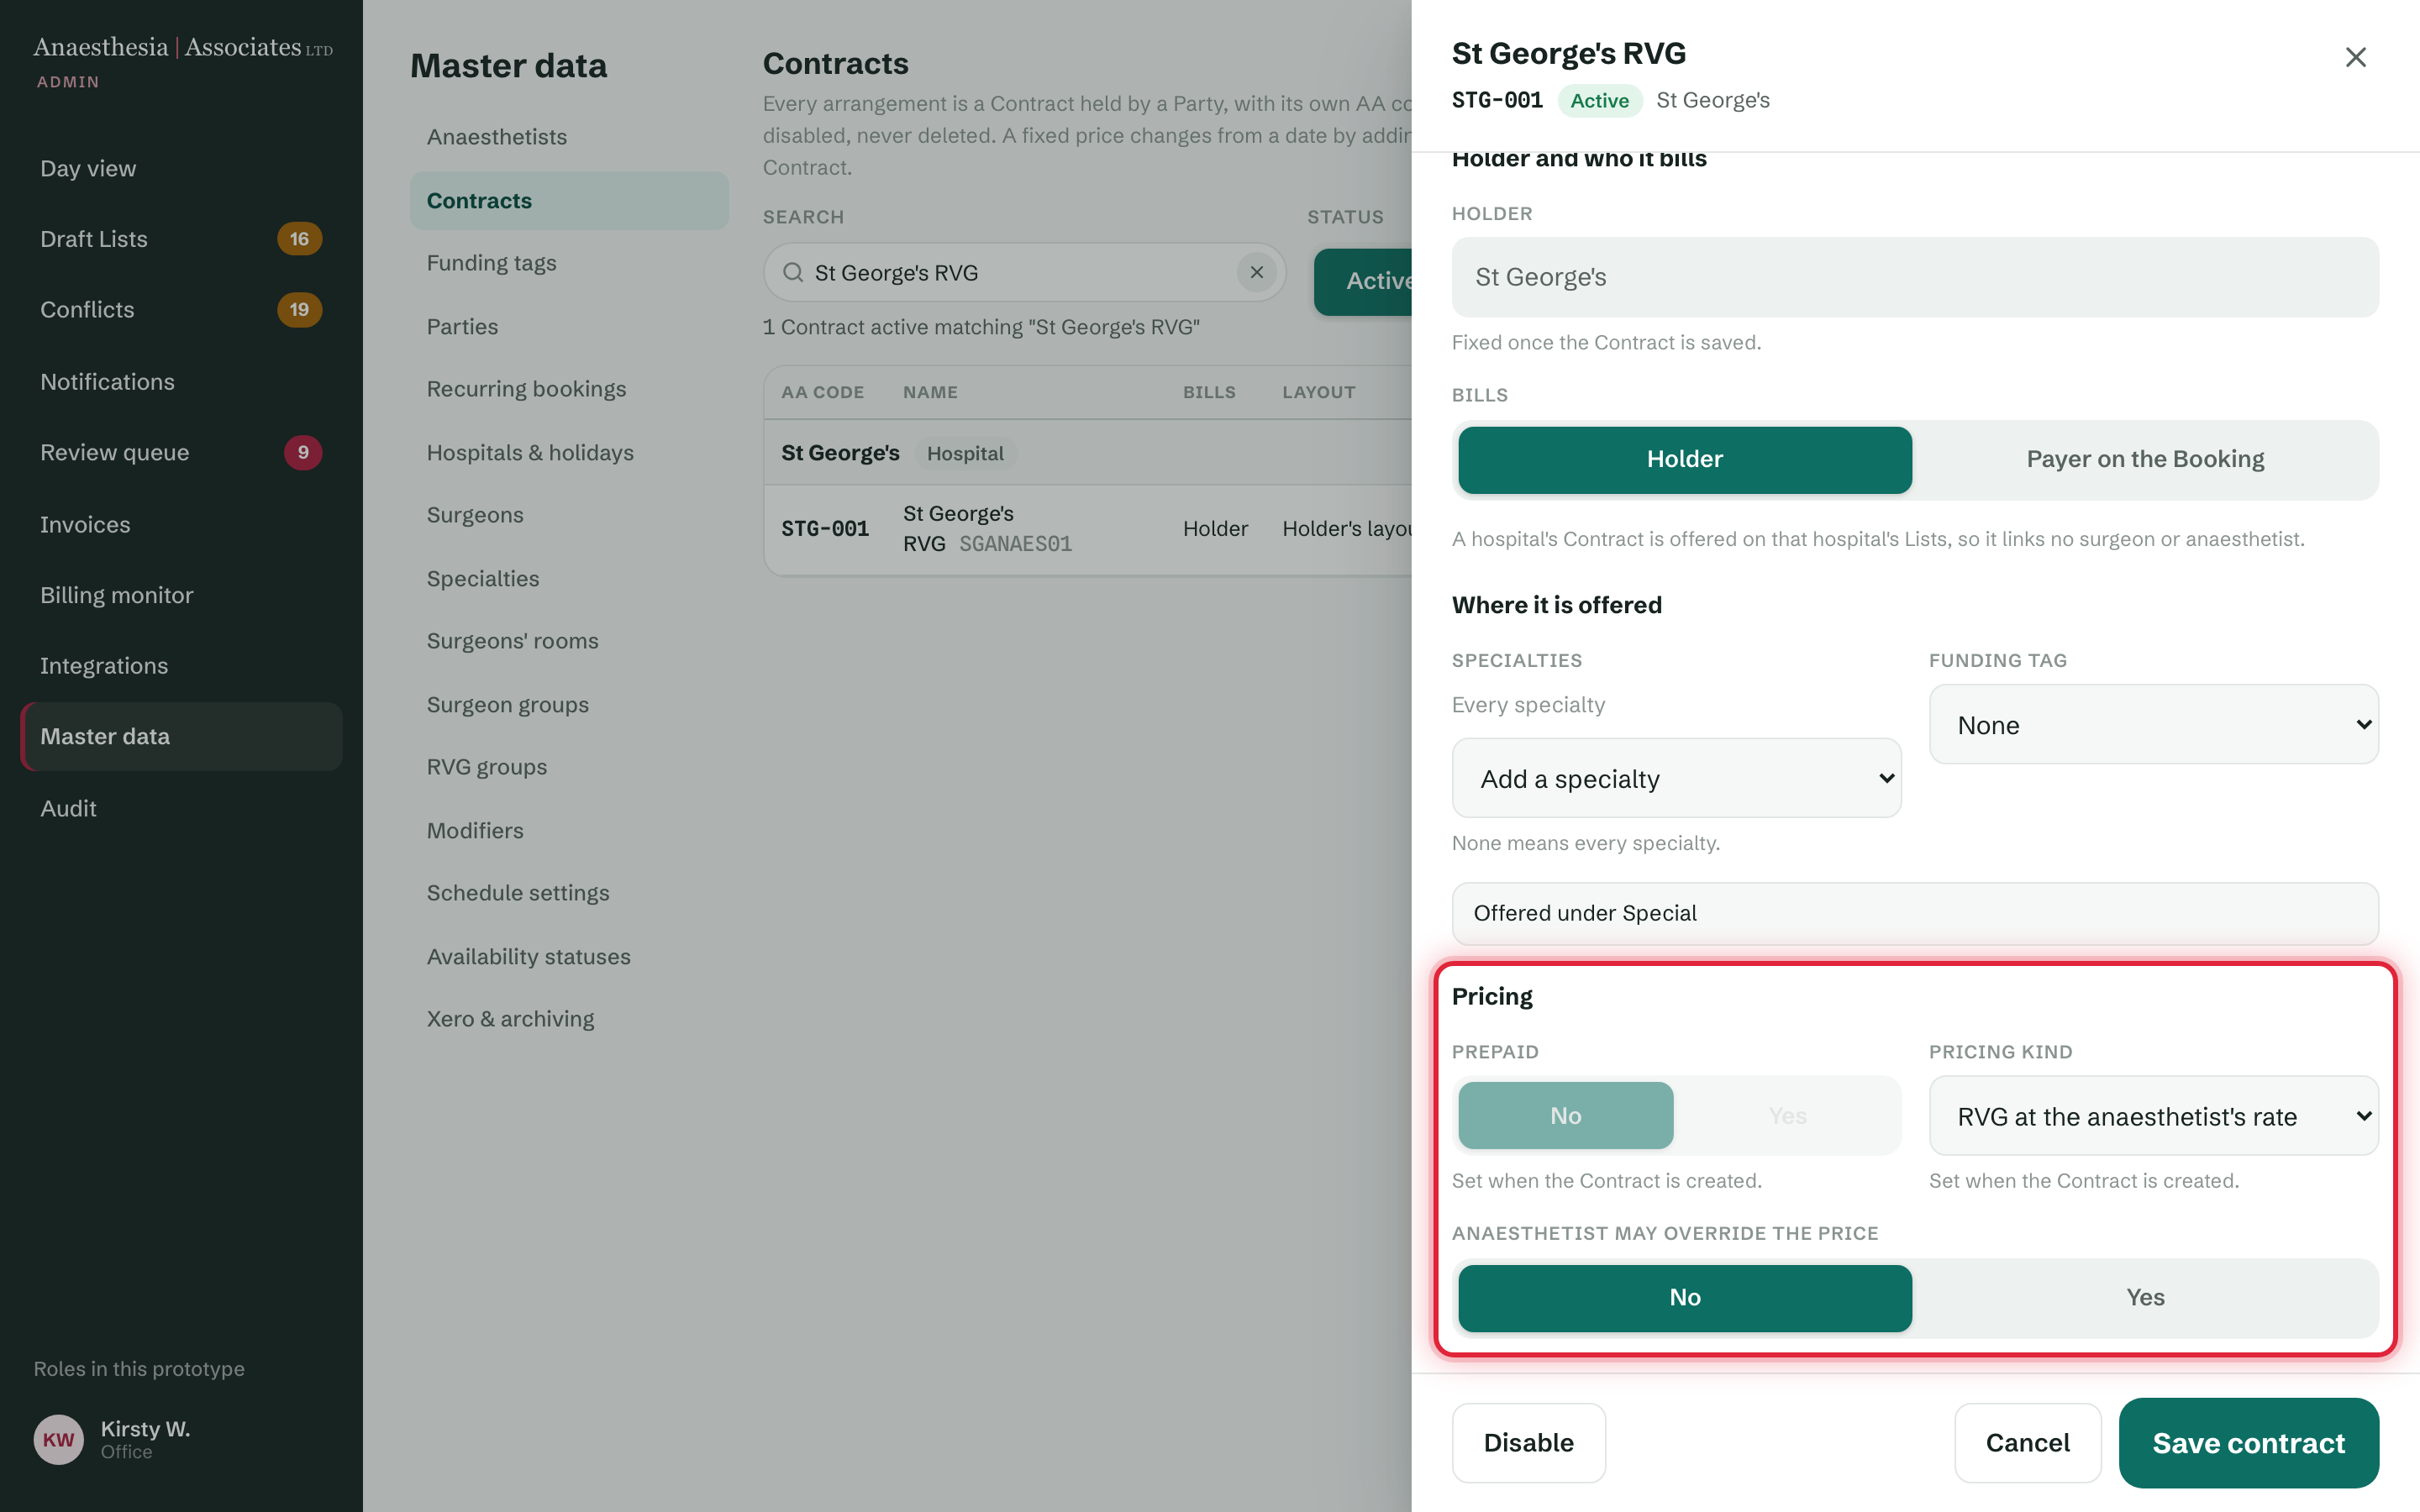 Anaesthesia | Associates LTD
ADMIN
Day view
Draft Lists 16
Conflicts 19
Notifications
Review queue 9
Invoices
Billing monitor
Integrations
Master data
Audit
Roles in this prototype
KW
Kirsty W.
Office
Master data
Anaesthetists
Contracts
Funding tags
Parties
Recurring bookings
Hospitals & holidays
Surgeons
Specialties
Surgeons' rooms
Surgeon groups
RVG groups
Modifiers
Schedule settings
Availability statuses
Xero & archiving
Contracts
Every arrangement is a Contract held by a Party, with its own AA co
disabled, never deleted. A fixed price changes from a date by addin
Contract.
SEARCH STATUS
St George's RVG
Active
1 Contract active matching "St George's RVG"
AA CODE NAME BILLS LAYOUT
St George's Hospital
STG-001 St George's RVG SGANAES01 Holder Holder's layou
St George's RVG
STG-001 Active St George's
Holder and who it bills
HOLDER
St George's
Fixed once the Contract is saved.
BILLS
Holder Payer on the Booking
A hospital's Contract is offered on that hospital's Lists, so it links no surgeon or anaesthetist.
Where it is offered
SPECIALTIES FUNDING TAG
Every specialty
None
Add a specialty
None means every specialty.
Offered under Special
Pricing
PREPAID PRICING KIND
No Yes RVG at the anaesthetist's rate
Set when the Contract is created. Set when the Contract is created.
ANAESTHETIST MAY OVERRIDE THE PRICE
No Yes
Disable Cancel Save contract